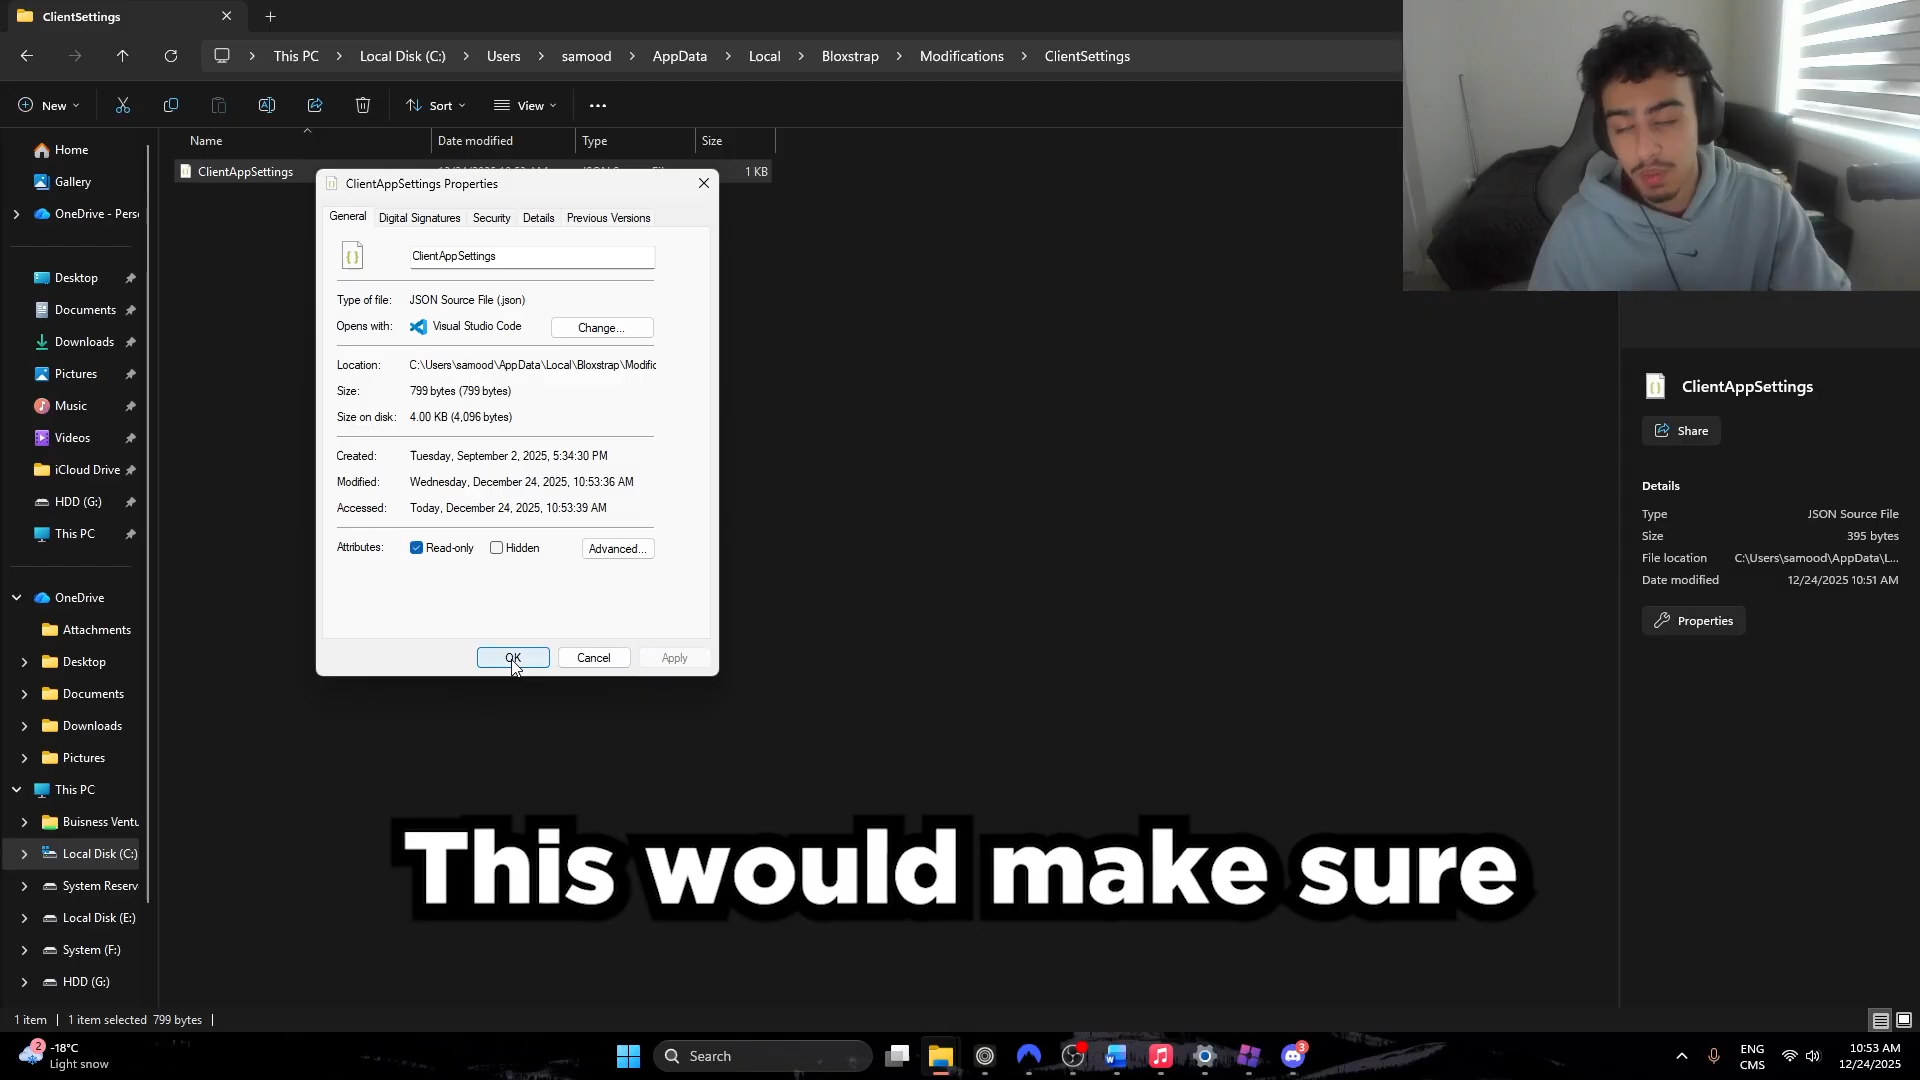 ClientSettings
This PC
Local Disk (C:)
Users
samood
AppData
Local
Bloxstrap
Modifications
ClientSettings
New
Sort
View
Name
Date modified
Type
Size
Home
Gallery
OneDrive - Pers
Desktop
Documents
Downloads
Pictures
Music
Videos
iCloud Drive
HDD (G:)
This PC
OneDrive
Attachments
Desktop
Documents
Downloads
Pictures
This PC
Buisness Ventu
Local Disk (C:)
System Reserv
Local Disk (E:)
System (F:)
HDD (G:)
ClientAppSettings
1 KB
ClientAppSettings Properties
General
Digital Signatures
Security
Details
Previous Versions
ClientAppSettings
Type of file: JSON Source File (.json)
Opens with: Visual Studio Code
Change...
Location: C:\Users\samood\AppData\Local\Bloxstrap\Modific
Size: 799 bytes (799 bytes)
Size on disk: 4.00 KB (4,096 bytes)
Created: Tuesday, September 2, 2025, 5:34:30 PM
Modified: Wednesday, December 24, 2025, 10:53:36 AM
Accessed: Today, December 24, 2025, 10:53:39 AM
Attributes: Read-only Hidden
Advanced...
OK
Cancel
Apply
ClientAppSettings
Share
Details
Type JSON Source File
Size 395 bytes
File location C:\Users\samood\AppData\L...
Date modified 12/24/2025 10:51 AM
Properties
This would make sure
1 item
1 item selected 799 bytes
2
-18°C
Light snow
Search
3
ENG
CMS
10:53 AM
12/24/2025